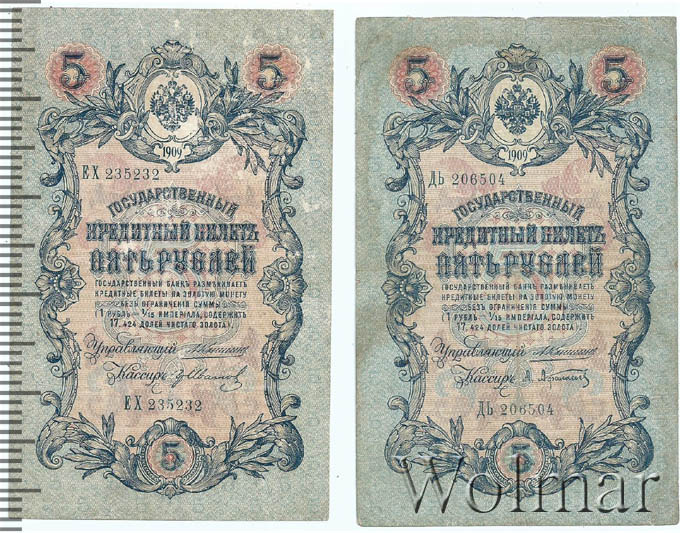 5 5
1909
ЕХ 235232
ГОСУДАРСТВЕННЫЙ
КРЕДИТНЫЙ БИЛЕТЪ
ПЯТЬ РУБЛЕЙ
ГОСУДАРСТВЕННЫЙ БАНКЪ РАЗМѢНИВАЕТЪ
КРЕДИТНЫЕ БИЛЕТЫ НА ЗОЛОТУЮ МОНЕТУ
БЕЗЪ ОГРАНИЧЕНІЯ СУММЫ
(1 РУБЛЬ = 1/15 ИМПЕРІАЛА, СОДЕРЖИТЪ
17,424 ДОЛЕЙ ЧИСТАГО ЗОЛОТА).
Управляющій
Кассиръ
ЕХ 235232
5
5 5
1909
ДЬ 206504
ГОСУДАРСТВЕННЫЙ
КРЕДИТНЫЙ БИЛЕТЪ
ПЯТЬ РУБЛЕЙ
ГОСУДАРСТВЕННЫЙ БАНКЪ РАЗМѢНИВАЕТЪ
КРЕДИТНЫЕ БИЛЕТЫ НА ЗОЛОТУЮ МОНЕТУ
БЕЗЪ ОГРАНИЧЕНІЯ СУММЫ
(1 РУБЛЬ = 1/15 ИМПЕРІАЛА, СОДЕРЖИТЪ
17,424 ДОЛЕЙ ЧИСТАГО ЗОЛОТА).
Управляющій
Кассиръ
ДЬ 206504
5
Wolmar